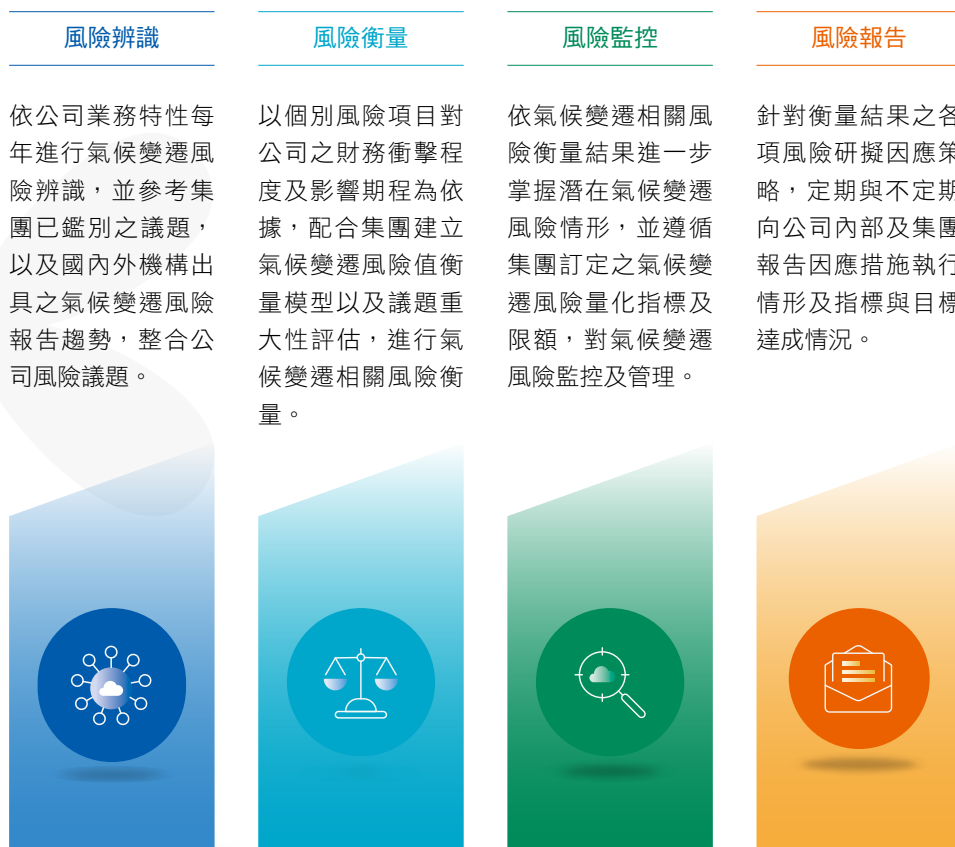 風險辨識
依公司業務特性每
年進行氣候變遷風
險辨識，並參考集
團已鑑別之議題，
以及國內外機構出
具之氣候變遷風險
報告趨勢，整合公
司風險議題。
風險衡量
以個別風險項目對
公司之財務衝擊程
度及影響期程為依
據，配合集團建立
氣候變遷風險值衡
量模型以及議題重
大性評估，進行氣
候變遷相關風險衡
量。
風險監控
依氣候變遷相關風
險衡量結果進一步
掌握潛在氣候變遷
風險情形，並遵循
集團訂定之氣候變
遷風險量化指標及
限額，對氣候變遷
風險監控及管理。
風險報告
針對衡量結果之各
項風險研擬因應策
略，定期與不定期
向公司內部及集團
報告因應措施執行
情形及指標與目標
達成情況。